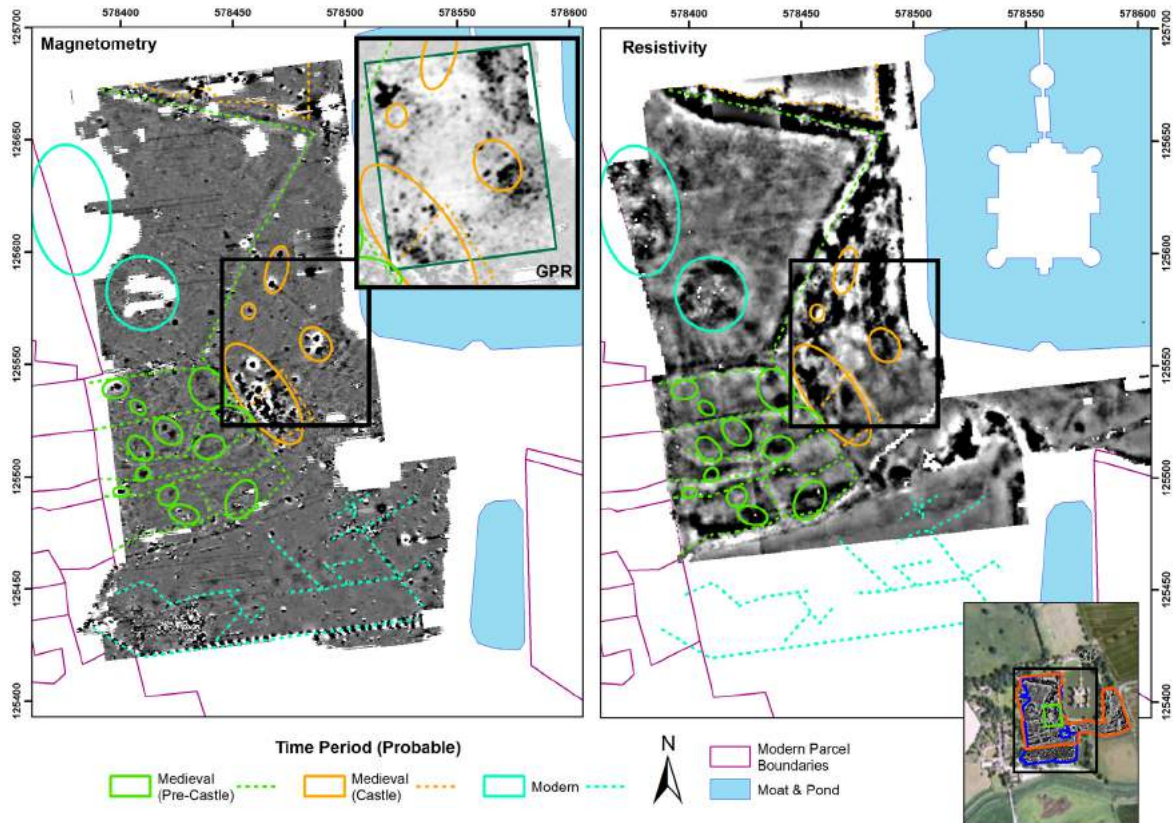 578400 578450 578500 578550 578600
578400 578450 578500 578550 578600
Magnetometry
GPR
Resistivity
125700
125650
125600
125550
125500
125450
125400
125700
125650
125600
125550
125500
125450
125400
Time Period (Probable)
Medieval
(Pre-Castle)
Medieval
(Castle)
Modern
N
Modern Parcel
Boundaries
Moat & Pond